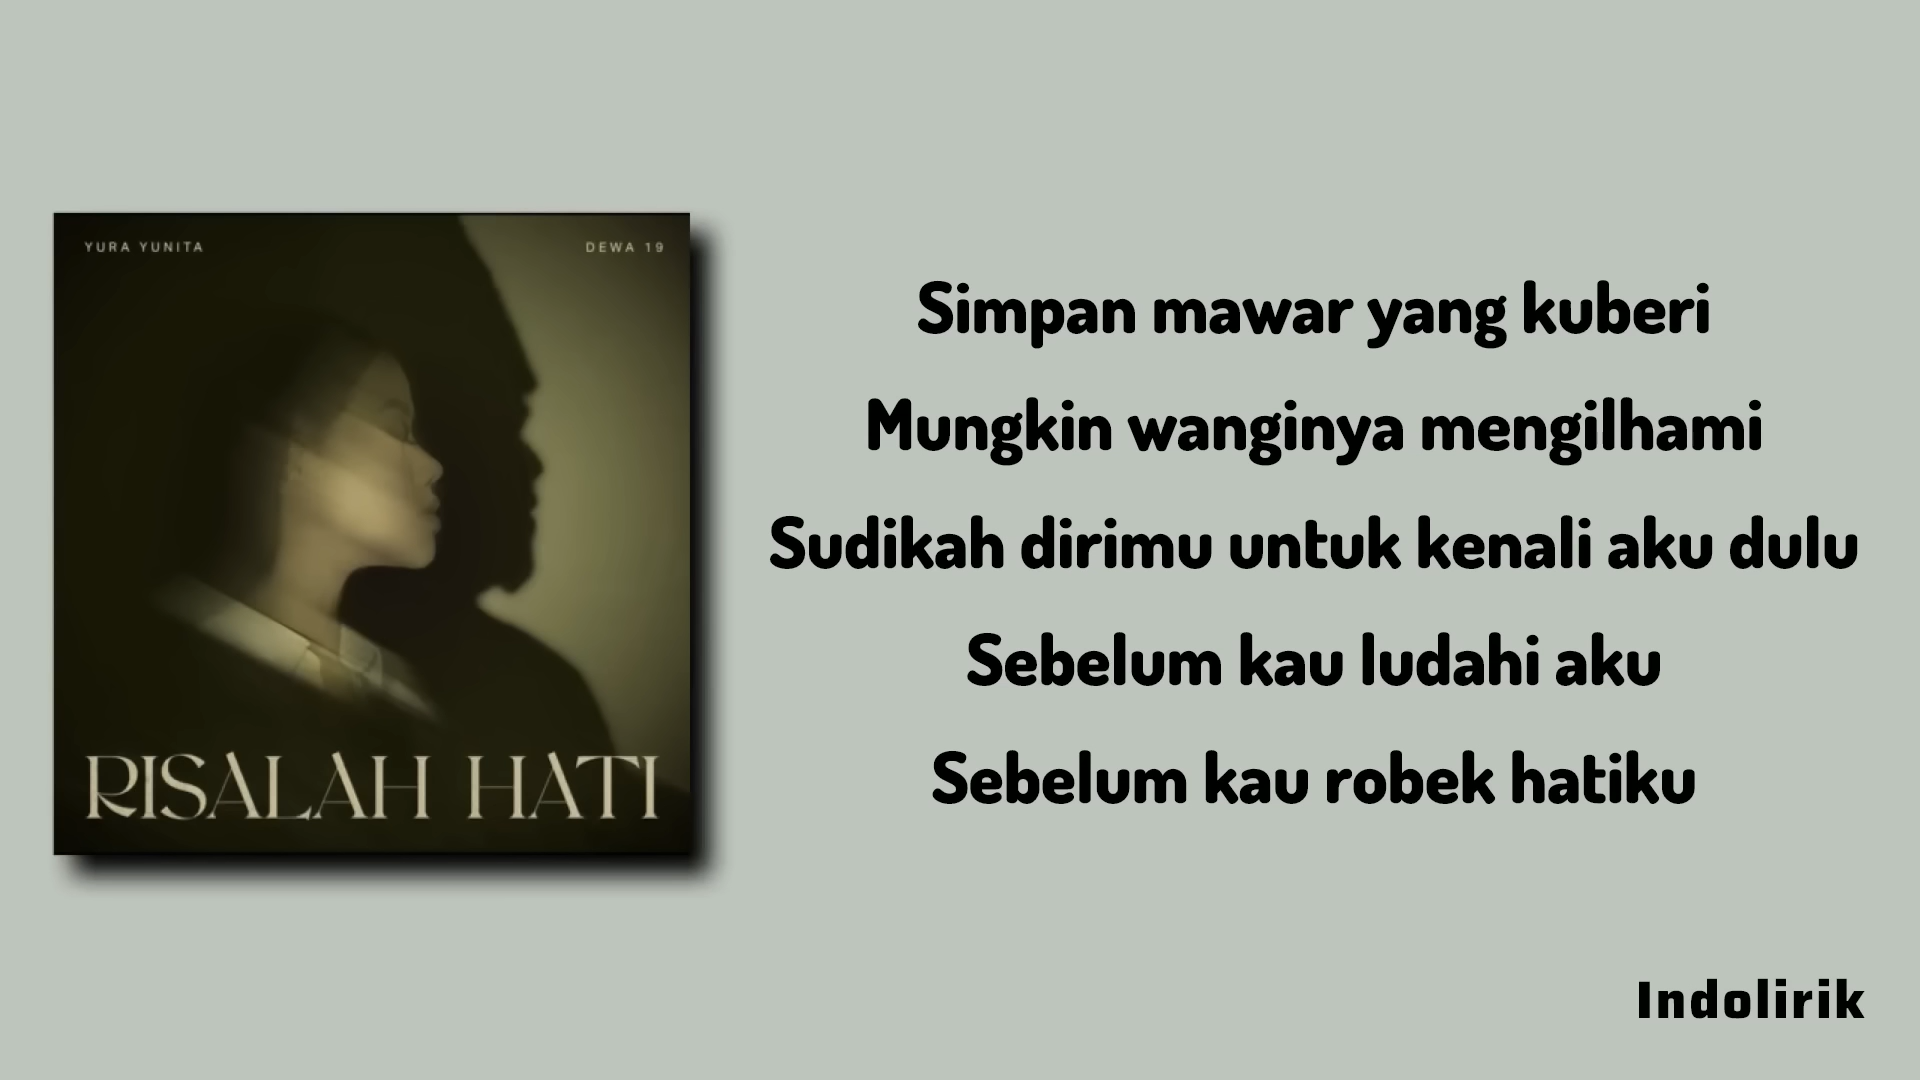 YURA YUNITA
DEWA 19
RISALAH HATI
Simpan mawar yang kuberi
Mungkin wanginya mengilhami
Sudikah dirimu untuk kenali aku dulu
Sebelum kau ludahi aku
Sebelum kau robek hatiku
Indolirik